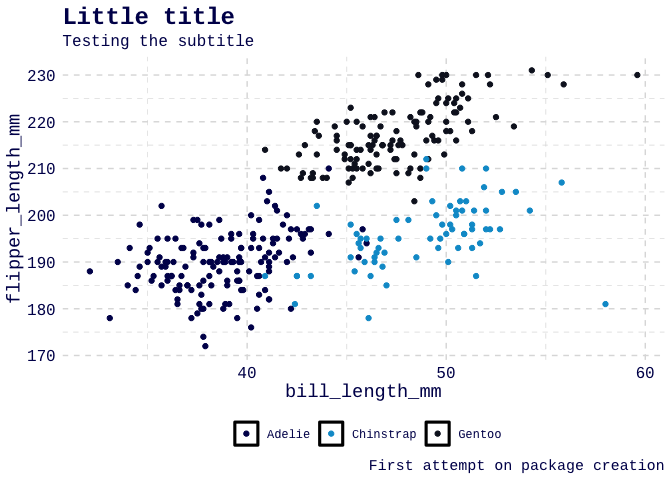 Little title
Testing the subtitle
flipper_length_mm
230
220
210
200
190
180
170
40
50
60
bill_length_mm
Adelie
Chinstrap
Gentoo
First attempt on package creation